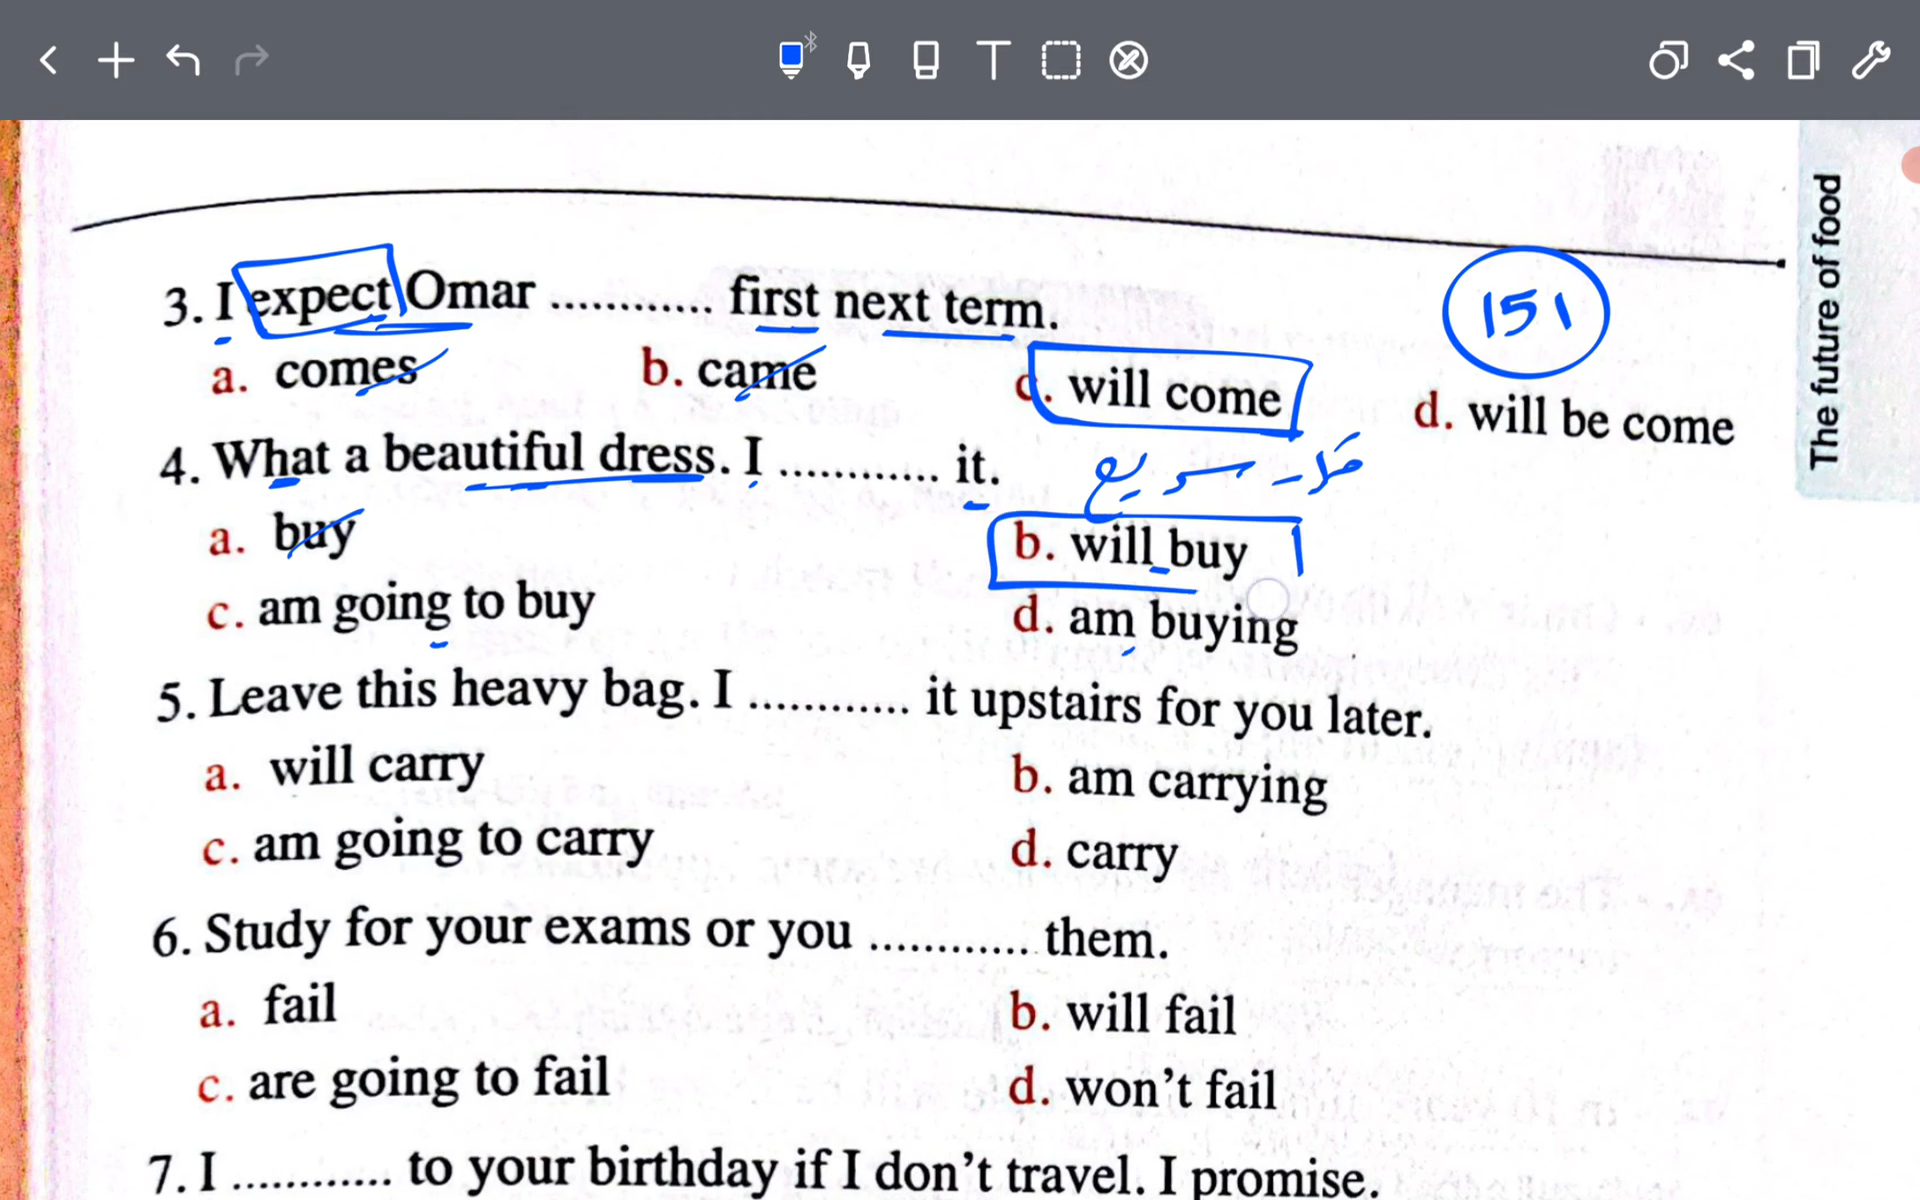 The future of food
3. I expect Omar ............ first next term.
١٥١
a. comes b. came c. will come d. will be come
4. What a beautiful dress. I ............ it.
سريع
a. buy b. will buy
c. am going to buy d. am buying
5. Leave this heavy bag. I ............ it upstairs for you later.
a. will carry b. am carrying
c. am going to carry d. carry
6. Study for your exams or you ............ them.
a. fail b. will fail
c. are going to fail d. won't fail
7. I ............ to your birthday if I don't travel. I promise.